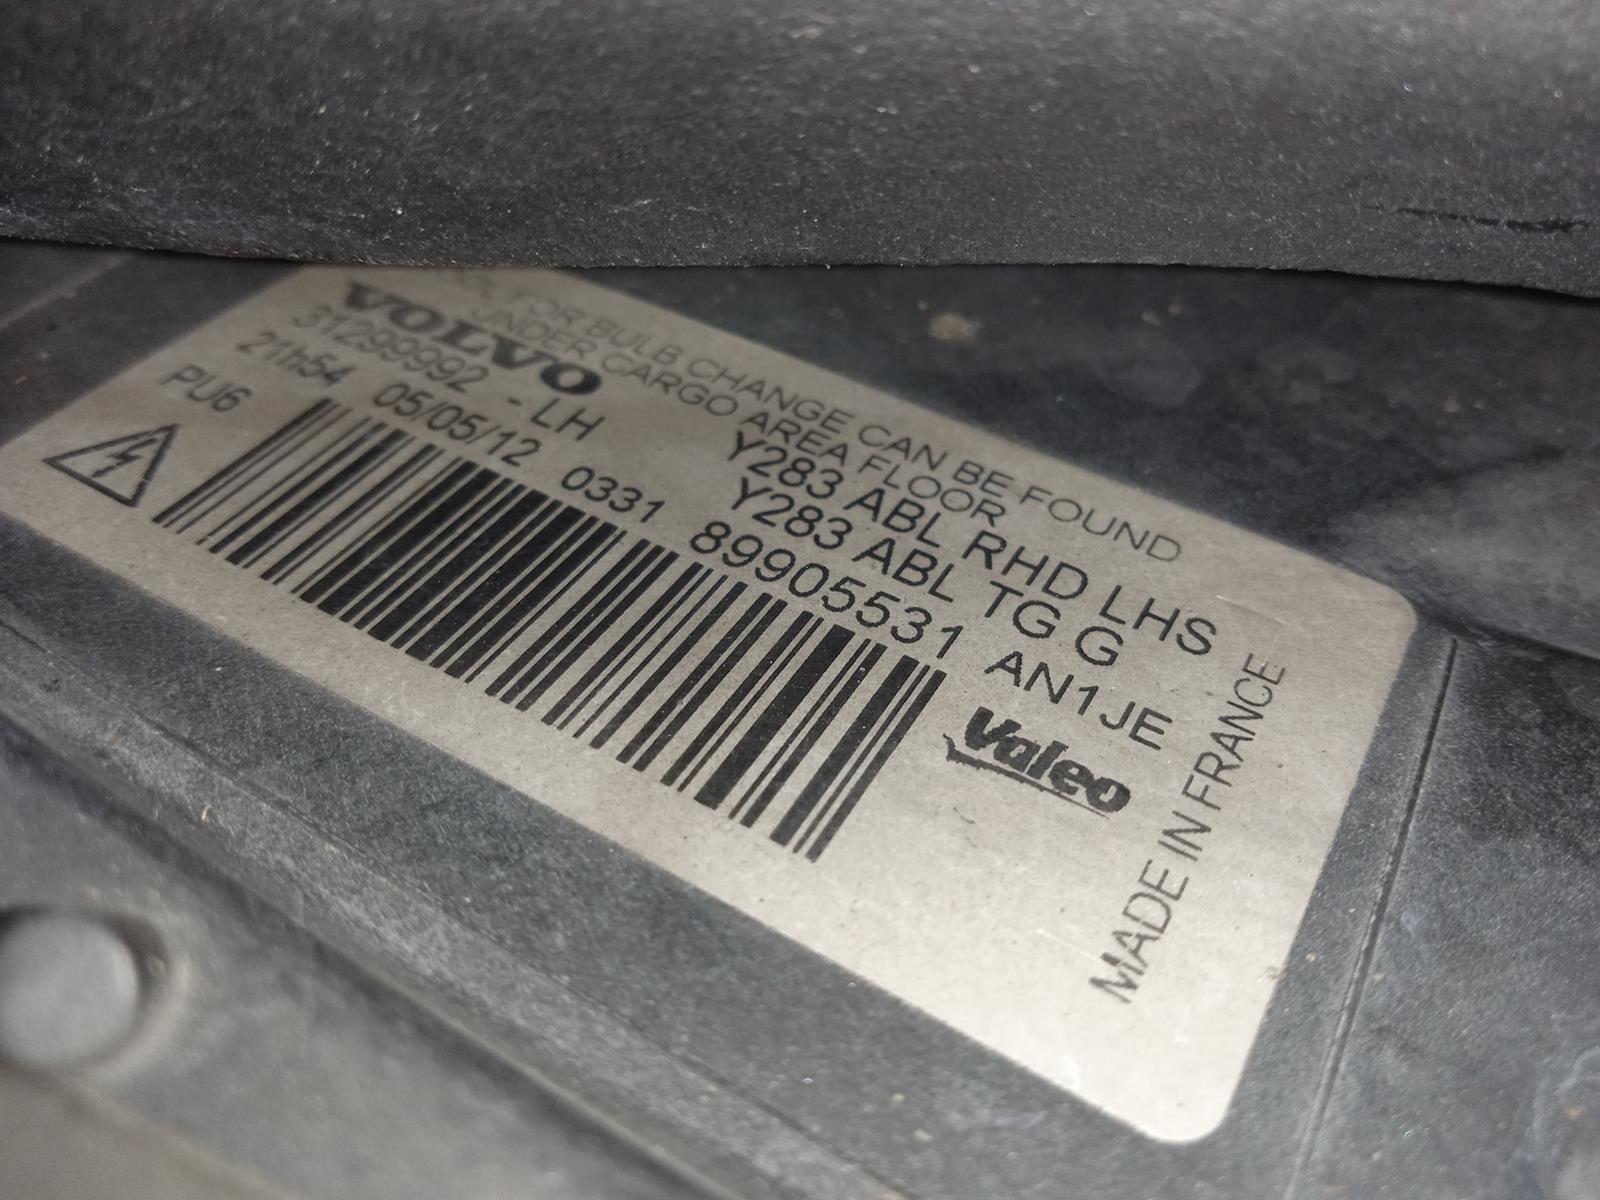 FOR BULB CHANGE CAN BE FOUND
UNDER CARGO AREA FLOOR
VOLVO
31299992 - LH
Y283 ABL RHD LHS
21h54 05/05/12 0331
Y283 ABL TG G
PU6
89905531 AN1JE
Valeo
MADE IN FRANCE